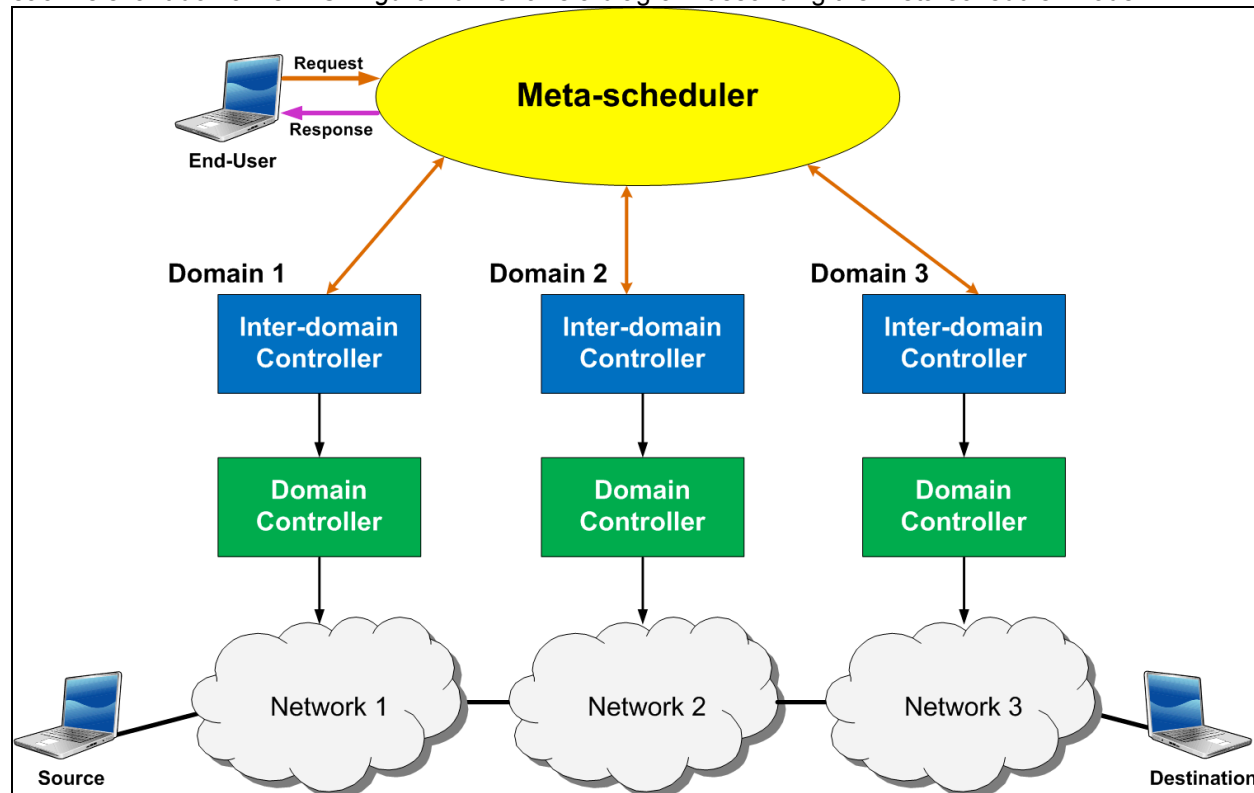 Request
Meta-scheduler
Response
End-User
Domain 1
Domain 2
Domain 3
Inter-domain
Controller
Inter-domain
Controller
Inter-domain
Controller
Domain
Controller
Domain
Controller
Domain
Controller
Network 1
Network 2
Network 3
Source
Destination